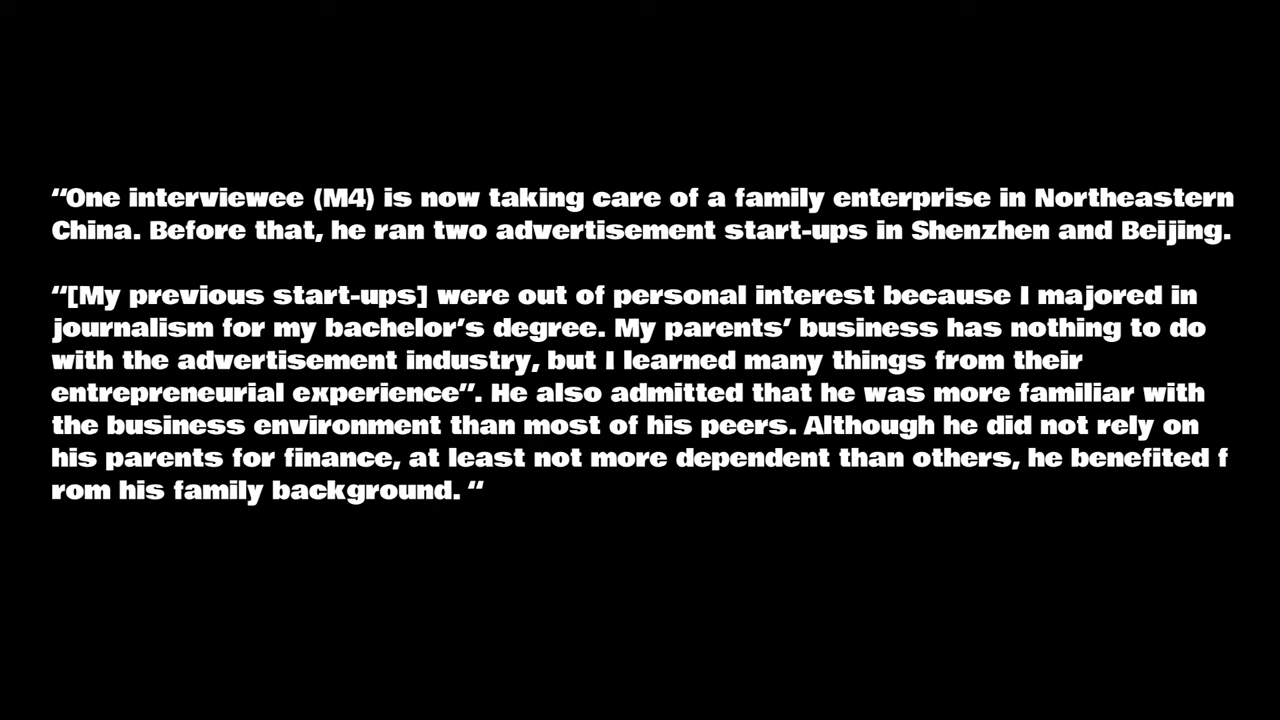 “One interviewee (M4) is now taking care of a family enterprise in Northeastern
China. Before that, he ran two advertisement start-ups in Shenzhen and Beijing.
“[My previous start-ups] were out of personal interest because I majored in
journalism for my bachelor’s degree. My parents’ business has nothing to do
with the advertisement industry, but I learned many things from their
entrepreneurial experience”. He also admitted that he was more familiar with
the business environment than most of his peers. Although he did not rely on
his parents for finance, at least not more dependent than others, he benefited f
rom his family background. “